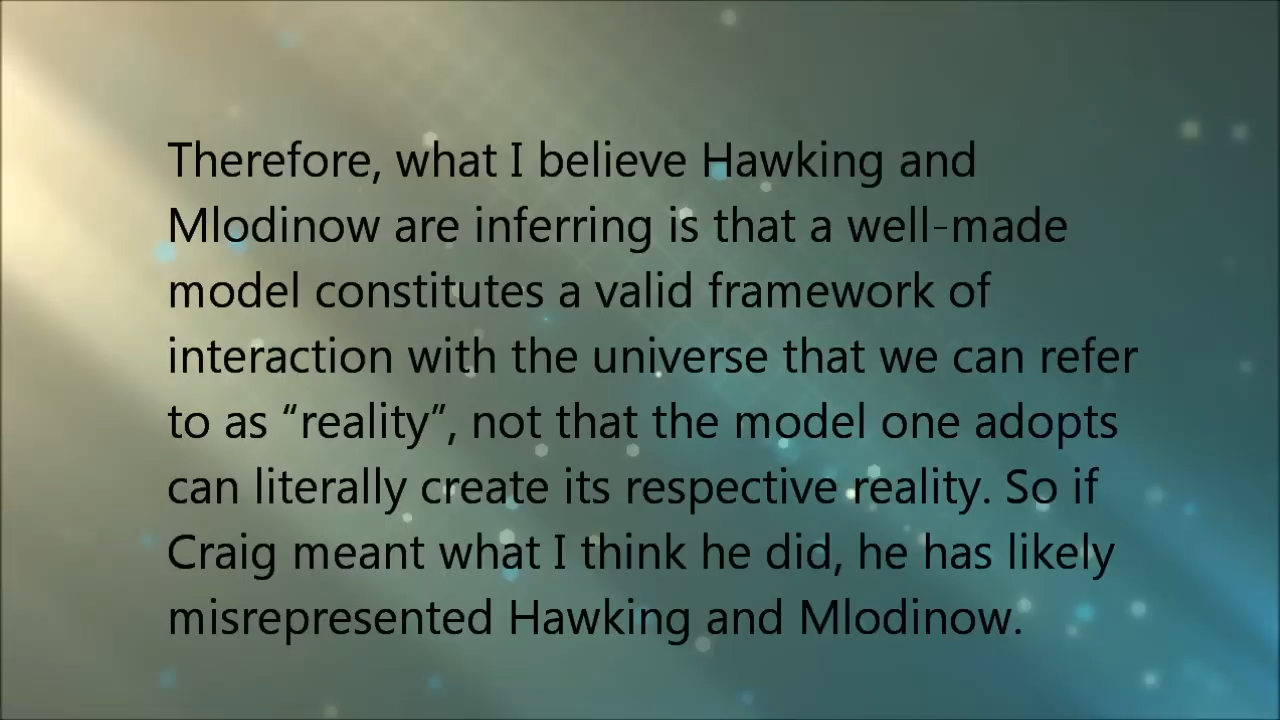 Therefore, what I believe Hawking and
Mlodinow are inferring is that a well-made
model constitutes a valid framework of
interaction with the universe that we can refer
to as “reality”, not that the model one adopts
can literally create its respective reality. So if
Craig meant what I think he did, he has likely
misrepresented Hawking and Mlodinow.